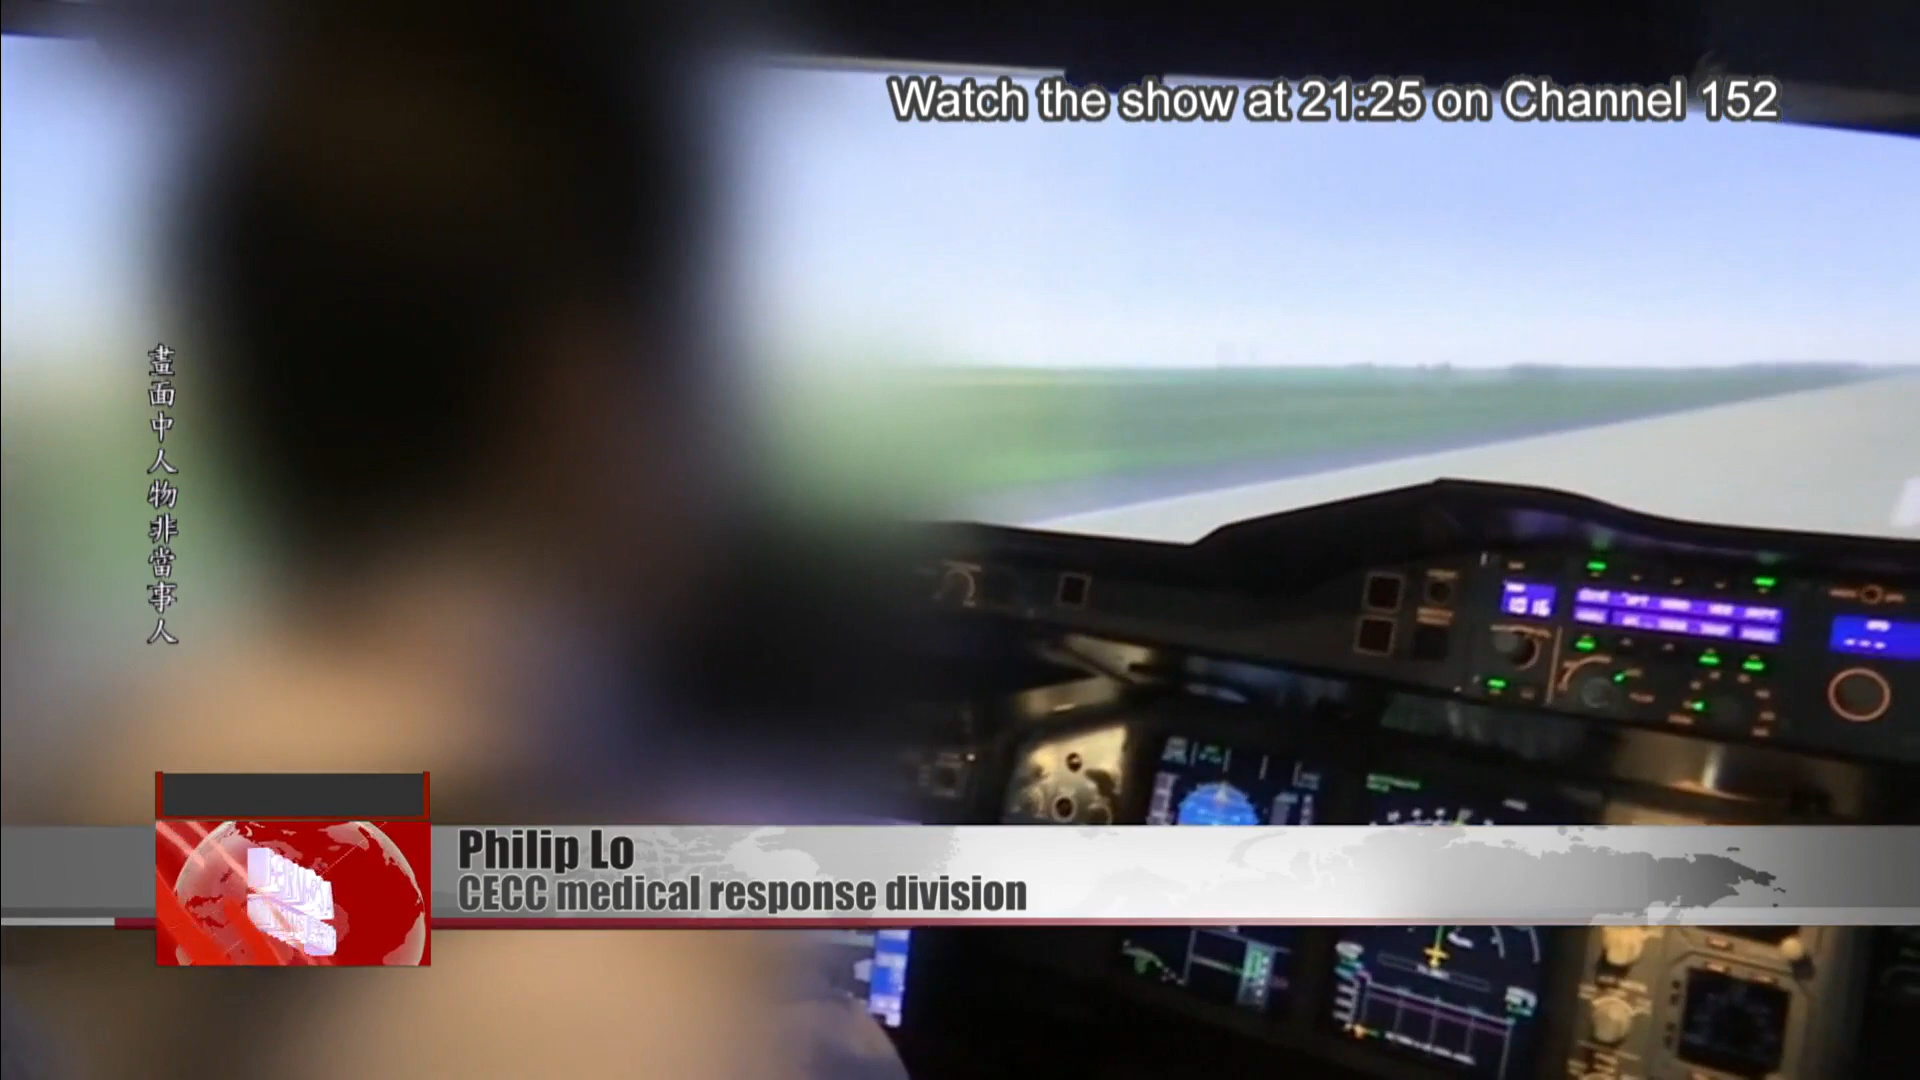 Watch the show at 21:25 on Channel 152
畫面中人物非當事人
Philip Lo
CECC medical response division